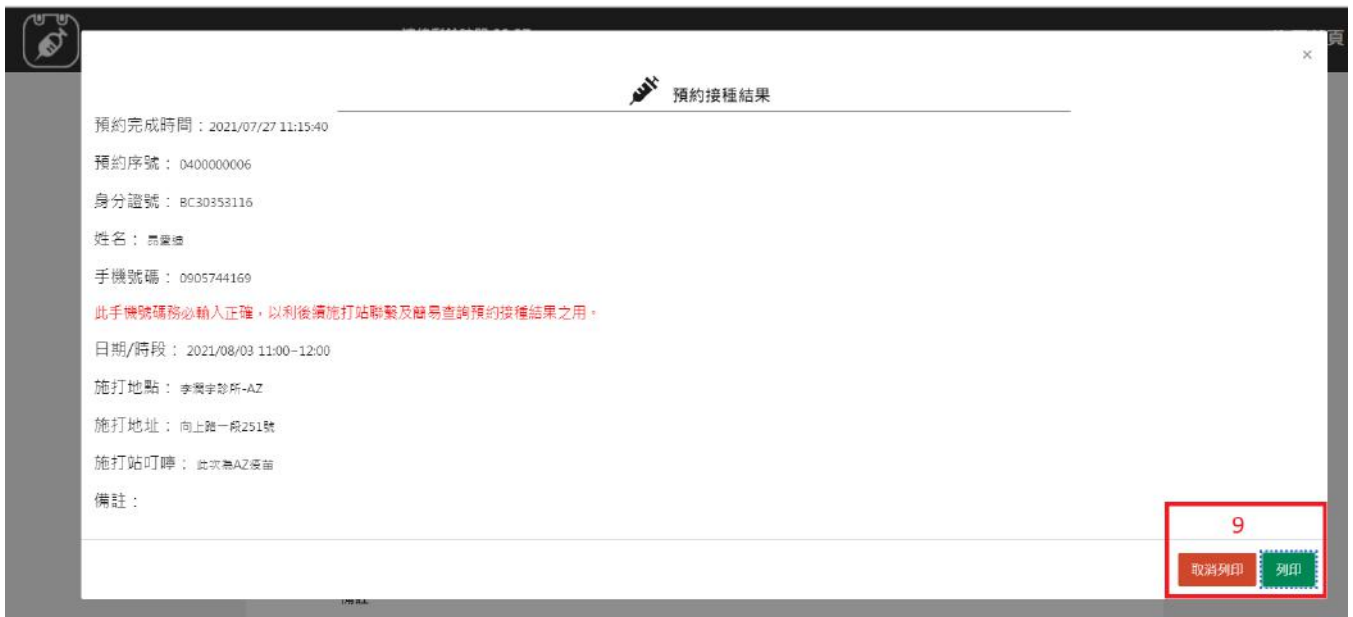 頁
×
預約接種結果
預約完成時間：2021/07/27 11:15:40
預約序號： 0400000006
身分證號： BC30353116
姓名：
手機號碼： 0905744169
此手機號碼務必輸入正確，以利後續施打站聯繫及簡易查詢預約接種結果之用。
日期/時段： 2021/08/03 11:00~12:00
施打地點： 李潤宇診所-AZ
施打地址： 向上路一段251號
施打站叮嚀： 此次為AZ疫苗
備註：
9
取消列印
列印